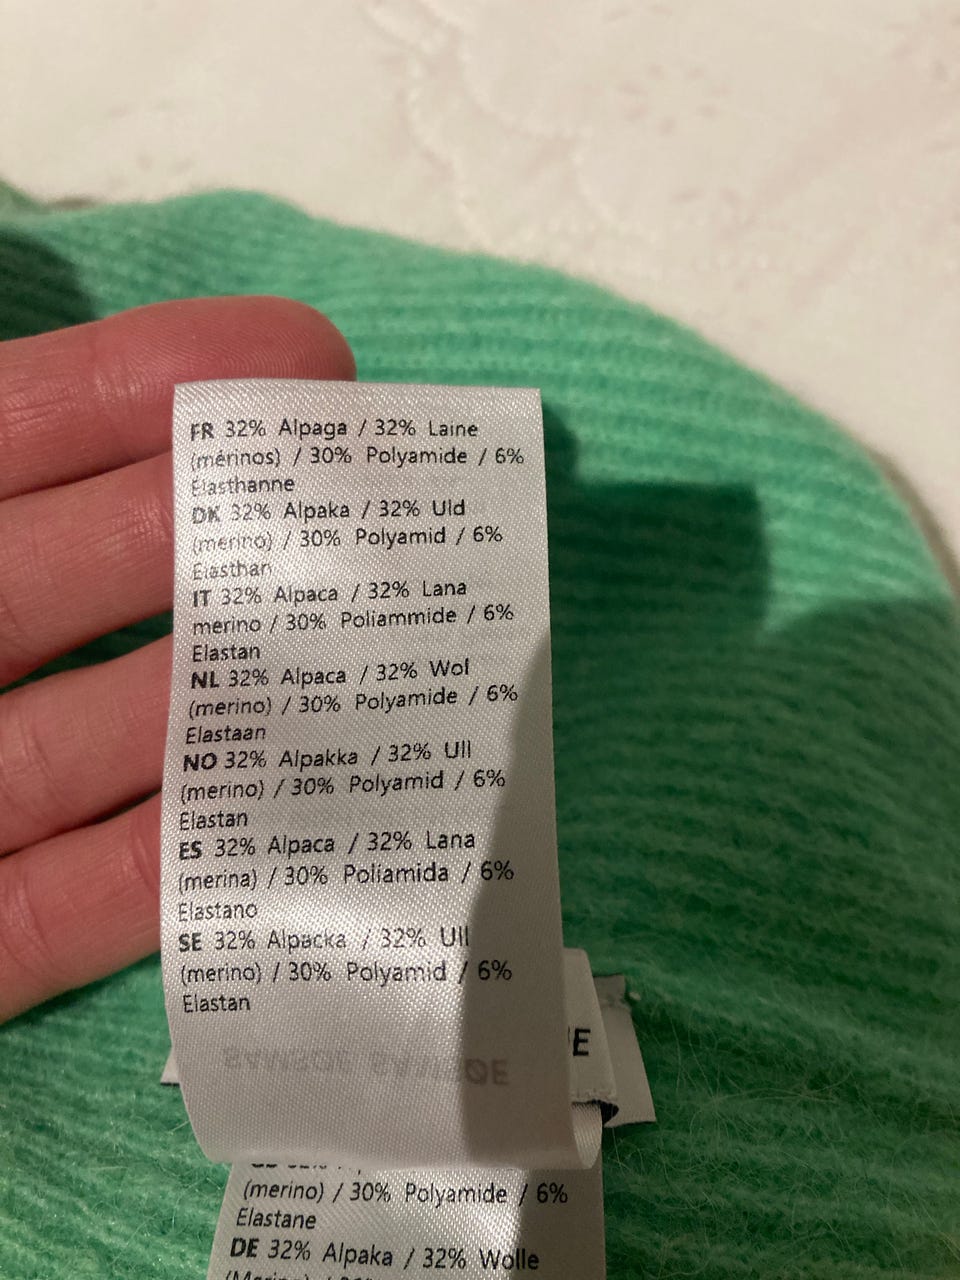 FR 32% Alpaga / 32% Laine
(mérinos) / 30% Polyamide / 6%
Élasthanne
DK 32% Alpaka / 32% Uld
(merino) / 30% Polyamid / 6%
Elasthan
IT 32% Alpaca / 32% Lana
merino / 30% Poliammide / 6%
Elastan
NL 32% Alpaca / 32% Wol
(merino) / 30% Polyamide / 6%
Elastaan
NO 32% Alpakka / 32% Ull
(merino) / 30% Polyamid / 6%
Elastan
ES 32% Alpaca / 32% Lana
(merina) / 30% Poliamida / 6%
Elastano
SE 32% Alpacka / 32% Ull
(merino) / 30% Polyamid / 6%
Elastan
(merino) / 30% Polyamide / 6%
Elastane
DE 32% Alpaka / 32% Wolle